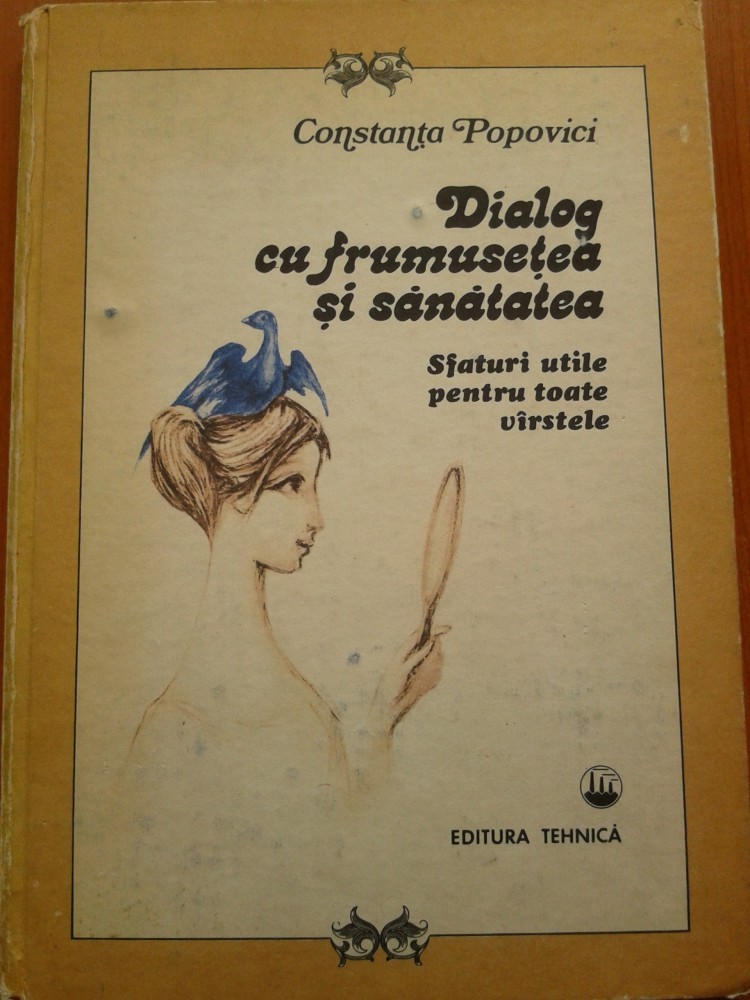 Constanța Popovici
Dialog
cu frumusețea
și sănătatea
Sfaturi utile
pentru toate
vîrstele
EDITURA TEHNICĂ